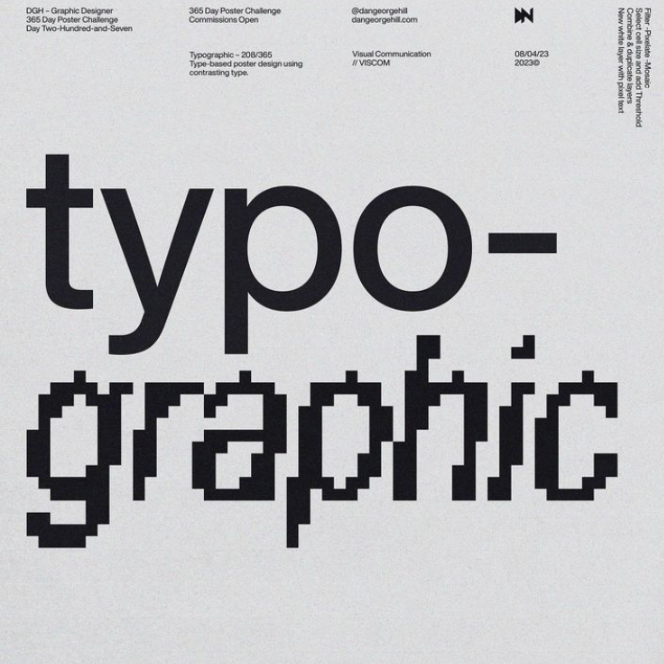 DGH – Graphic Designer
365 Day Poster Challenge
Day Two-Hundred-and-Seven
365 Day Poster Challenge
Commissions Open
Typographic – 208/365
Type-based poster design using
contrasting type.
@dangeorgehill
dangeorgehill.com
Visual Communication
// VISCOM
08/04/23
2023©
Filter -Pixelate -Mosaic
Select cell size and add Threshold
Combine & duplicate layers
New white layer with pixel text
typo-
graphic